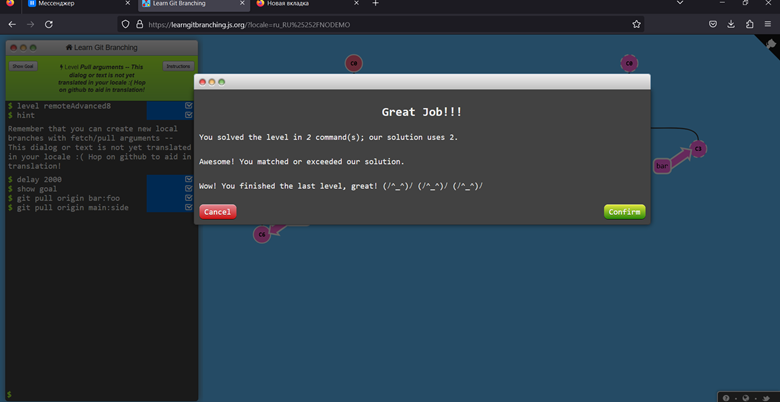 Мессенджер
Learn Git Branching
Новая вкладка
https://learngitbranching.js.org/?locale=ru_RU%25252FNODEMO
Learn Git Branching
Show Goal
Instructions
Level Pull arguments -- This
dialog or text is not yet
translated in your locale :( Hop
on github to aid in translation!
$ level remoteAdvanced8
$ hint
Remember that you can create new local
branches with fetch/pull arguments --
This dialog or text is not yet translated
in your locale :( Hop on github to aid in
translation!
$ delay 2000
$ show goal
$ git pull origin bar:foo
$ git pull origin main:side
$
Great Job!!!
You solved the level in 2 command(s); our solution uses 2.
Awesome! You matched or exceeded our solution.
Wow! You finished the last level, great! (/^_^)/ (/^_^)/ (/^_^)/
Cancel
Confirm
C0
C0
bar